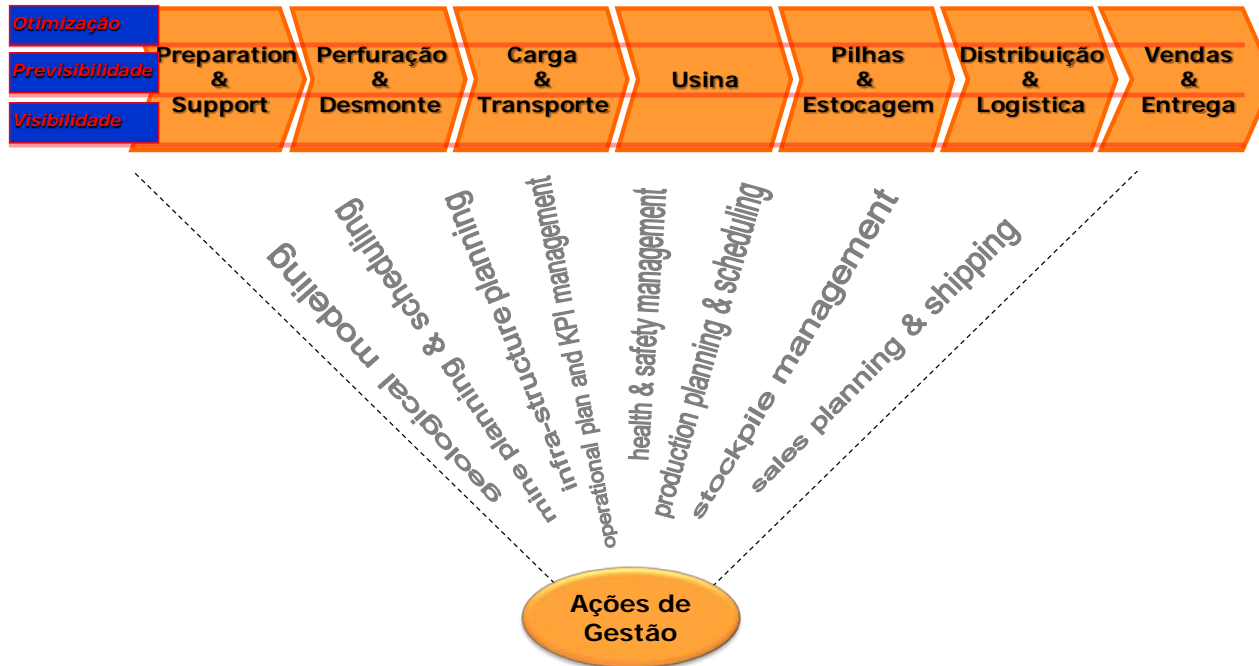 Otimização
Previsibilidade
Visibilidade
Preparation
&
Support
Perfuração
&
Desmonte
Carga
&
Transporte
Usina
Pilhas
&
Estocagem
Distribuição
&
Logistica
Vendas
&
Entrega
geological modeling
mine planning & scheduling
infra-structure planning
operational plan and KPI management
health & safety management
production planning & scheduling
stockpile management
sales planning & shipping
Ações de
Gestão